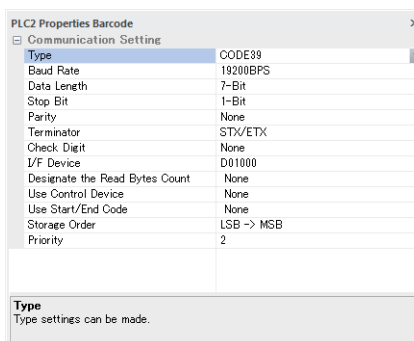 PLC2 Properties Barcode
Communication Setting
Type CODE39
Baud Rate 19200BPS
Data Length 7-Bit
Stop Bit 1-Bit
Parity None
Terminator STX/ETX
Check Digit None
I/F Device D01000
Designate the Read Bytes Count None
Use Control Device None
Use Start/End Code None
Storage Order LSB -> MSB
Priority 2
Type
Type settings can be made.